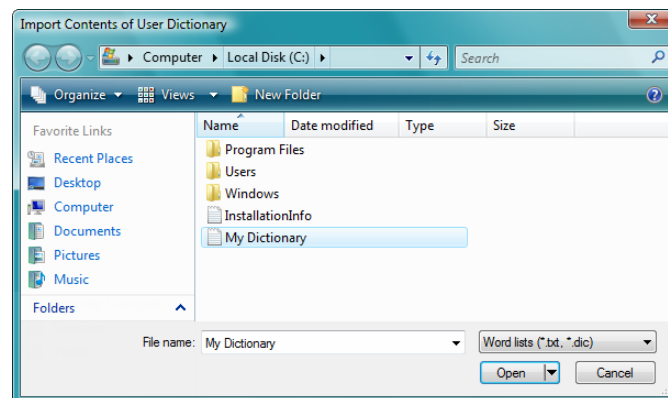 Import Contents of User Dictionary
Computer Local Disk (C:) Search
Organize Views New Folder
Favorite Links
Recent Places
Desktop
Computer
Documents
Pictures
Music
Folders
Name Date modified Type Size
Program Files
Users
Windows
InstallationInfo
My Dictionary
File name: My Dictionary Word lists (*.txt, *.dic)
Open Cancel